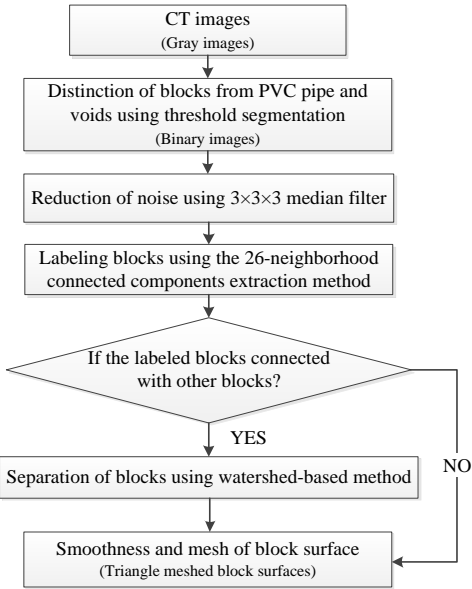 CT images
(Gray images)
Distinction of blocks from PVC pipe and
voids using threshold segmentation
(Binary images)
Reduction of noise using 3×3×3 median filter
Labeling blocks using the 26-neighborhood
connected components extraction method
If the labeled blocks connected
with other blocks?
YES
NO
Separation of blocks using watershed-based method
Smoothness and mesh of block surface
(Triangle meshed block surfaces)